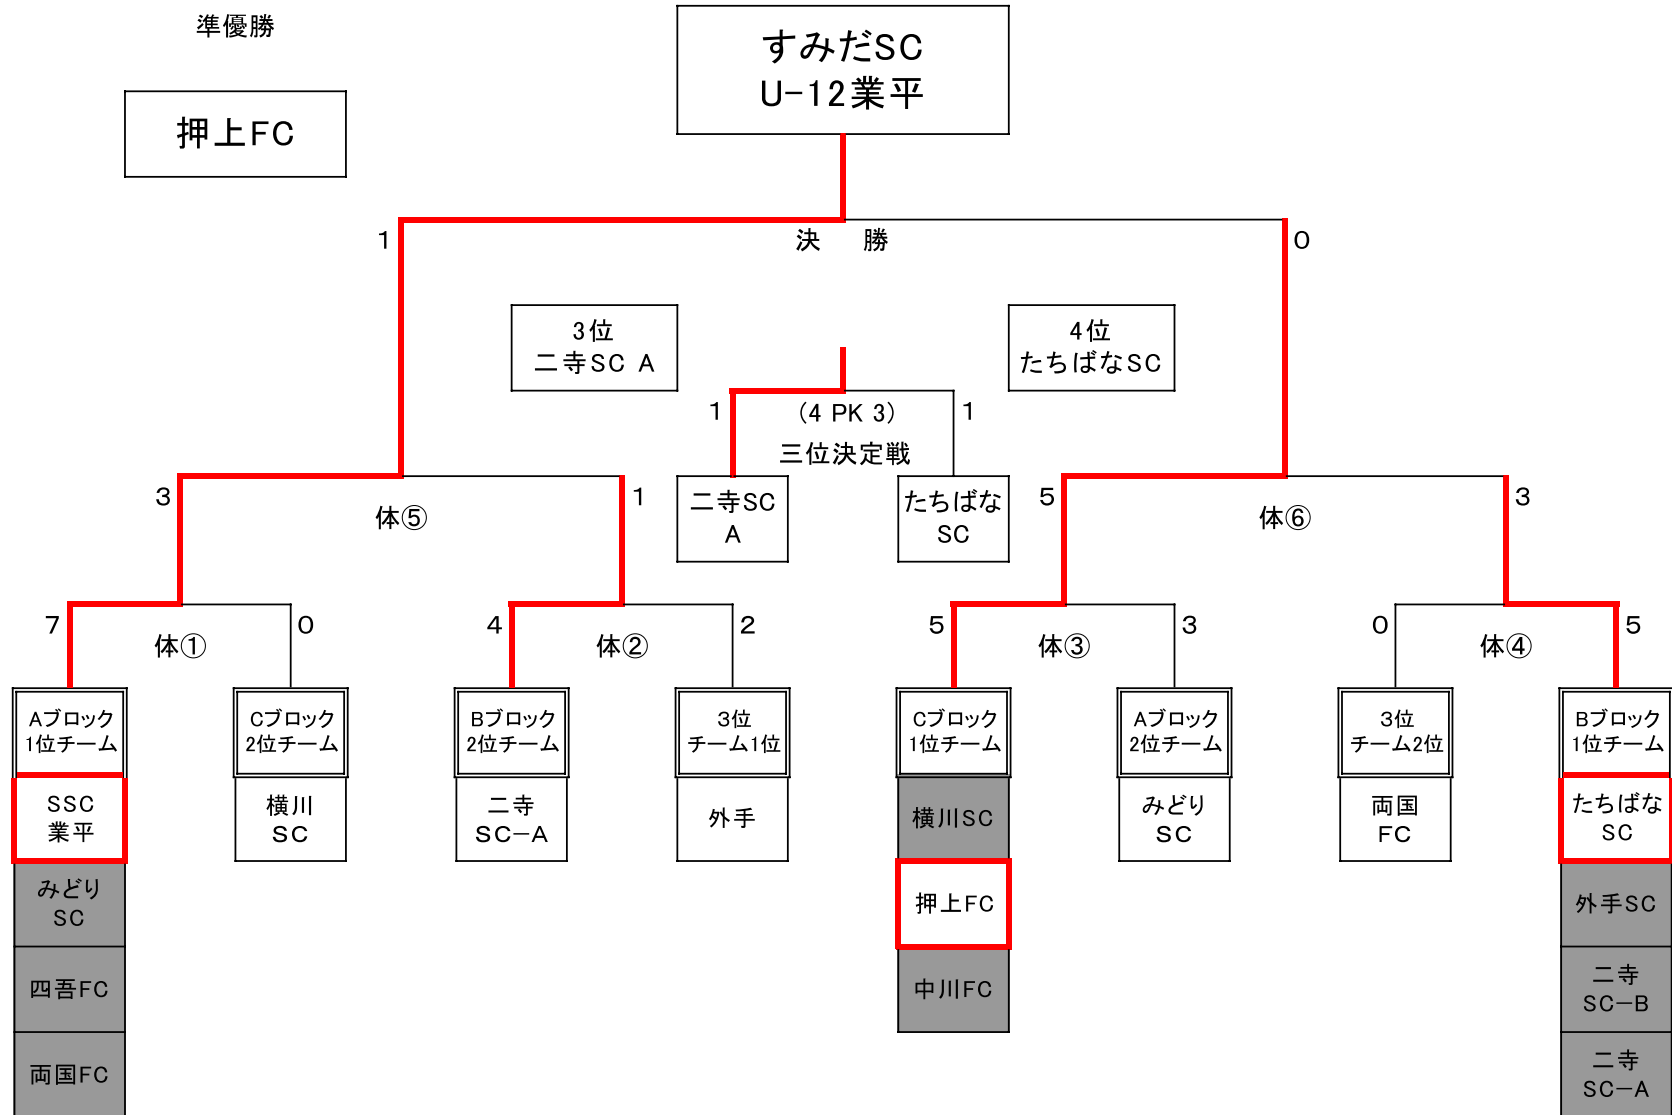 準優勝
すみだSC
U-12業平
押上FC
1
決 勝
0
3位
二寺SC A
4位
たちばなSC
1
(4 PK 3)
1
三位決定戦
3
体⑤
1
二寺SC
A
たちばな
SC
5
体⑥
3
7
体①
0
4
体②
2
5
体③
3
0
体④
5
Aブロック
1位チーム
Cブロック
2位チーム
Bブロック
2位チーム
3位
チーム1位
Cブロック
1位チーム
Aブロック
2位チーム
3位
チーム2位
Bブロック
1位チーム
SSC
業平
横川
SC
二寺
SC-A
外手
横川SC
みどり
SC
両国
FC
たちばな
SC
みどり
SC
押上FC
外手SC
四吾FC
中川FC
二寺
SC-B
両国FC
二寺
SC-A